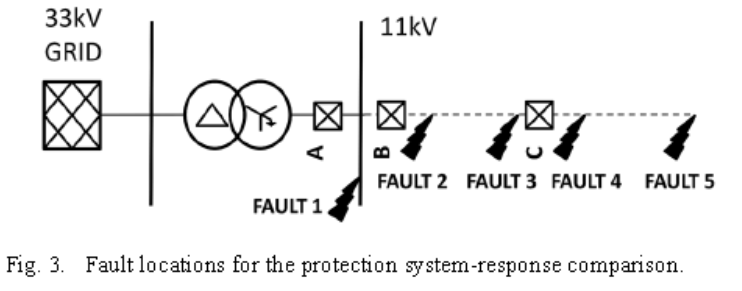 33kV
GRID
11kV
A
B
C
FAULT 1
FAULT 2
FAULT 3
FAULT 4
FAULT 5
Fig. 3. Fault locations for the protection system-response comparison.